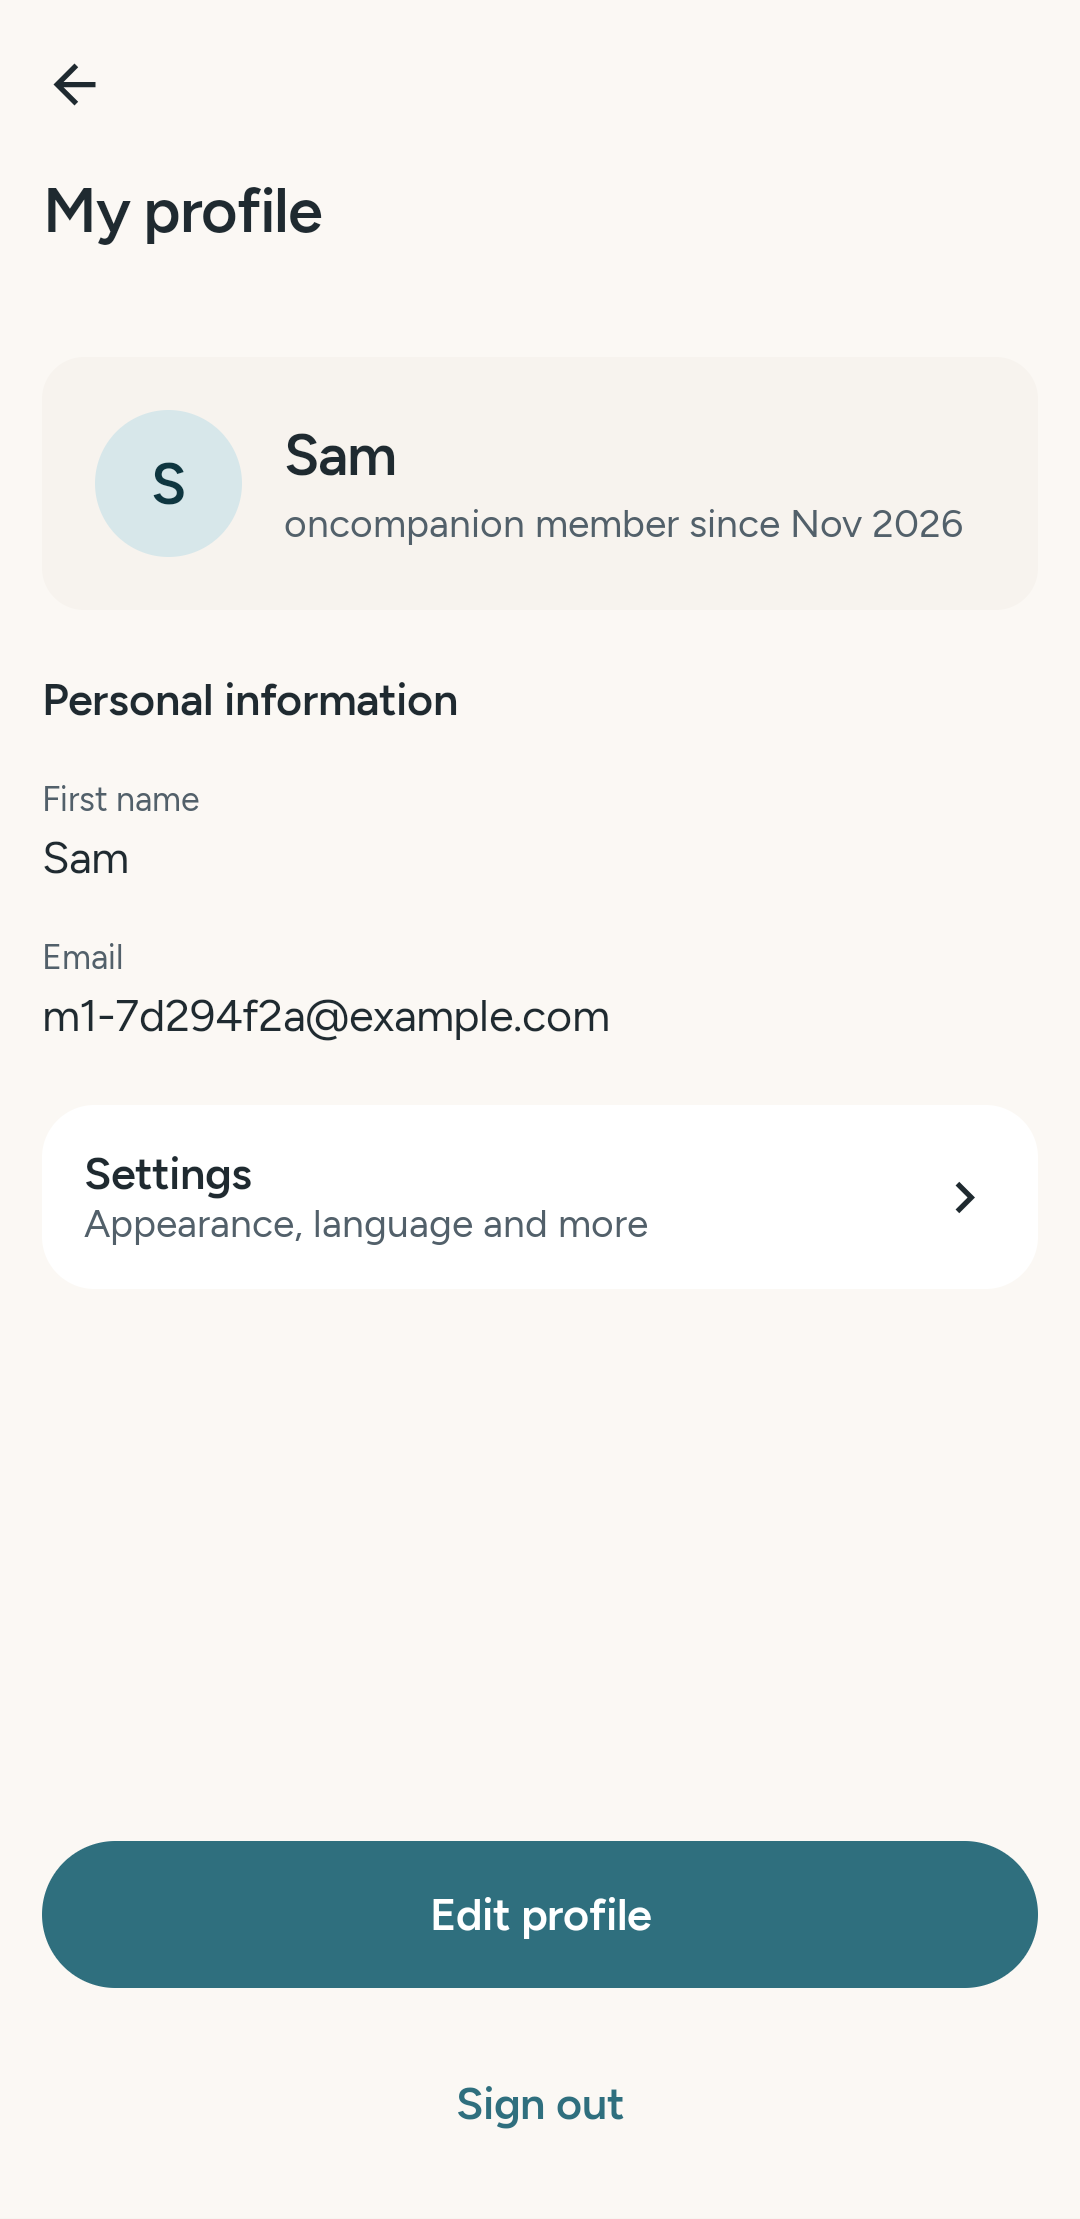 My profile
S
Sam
oncompanion member since Nov 2026
Personal information
First name
Sam
Email
m1-7d294f2a@example.com
Settings
Appearance, language and more
Edit profile
Sign out